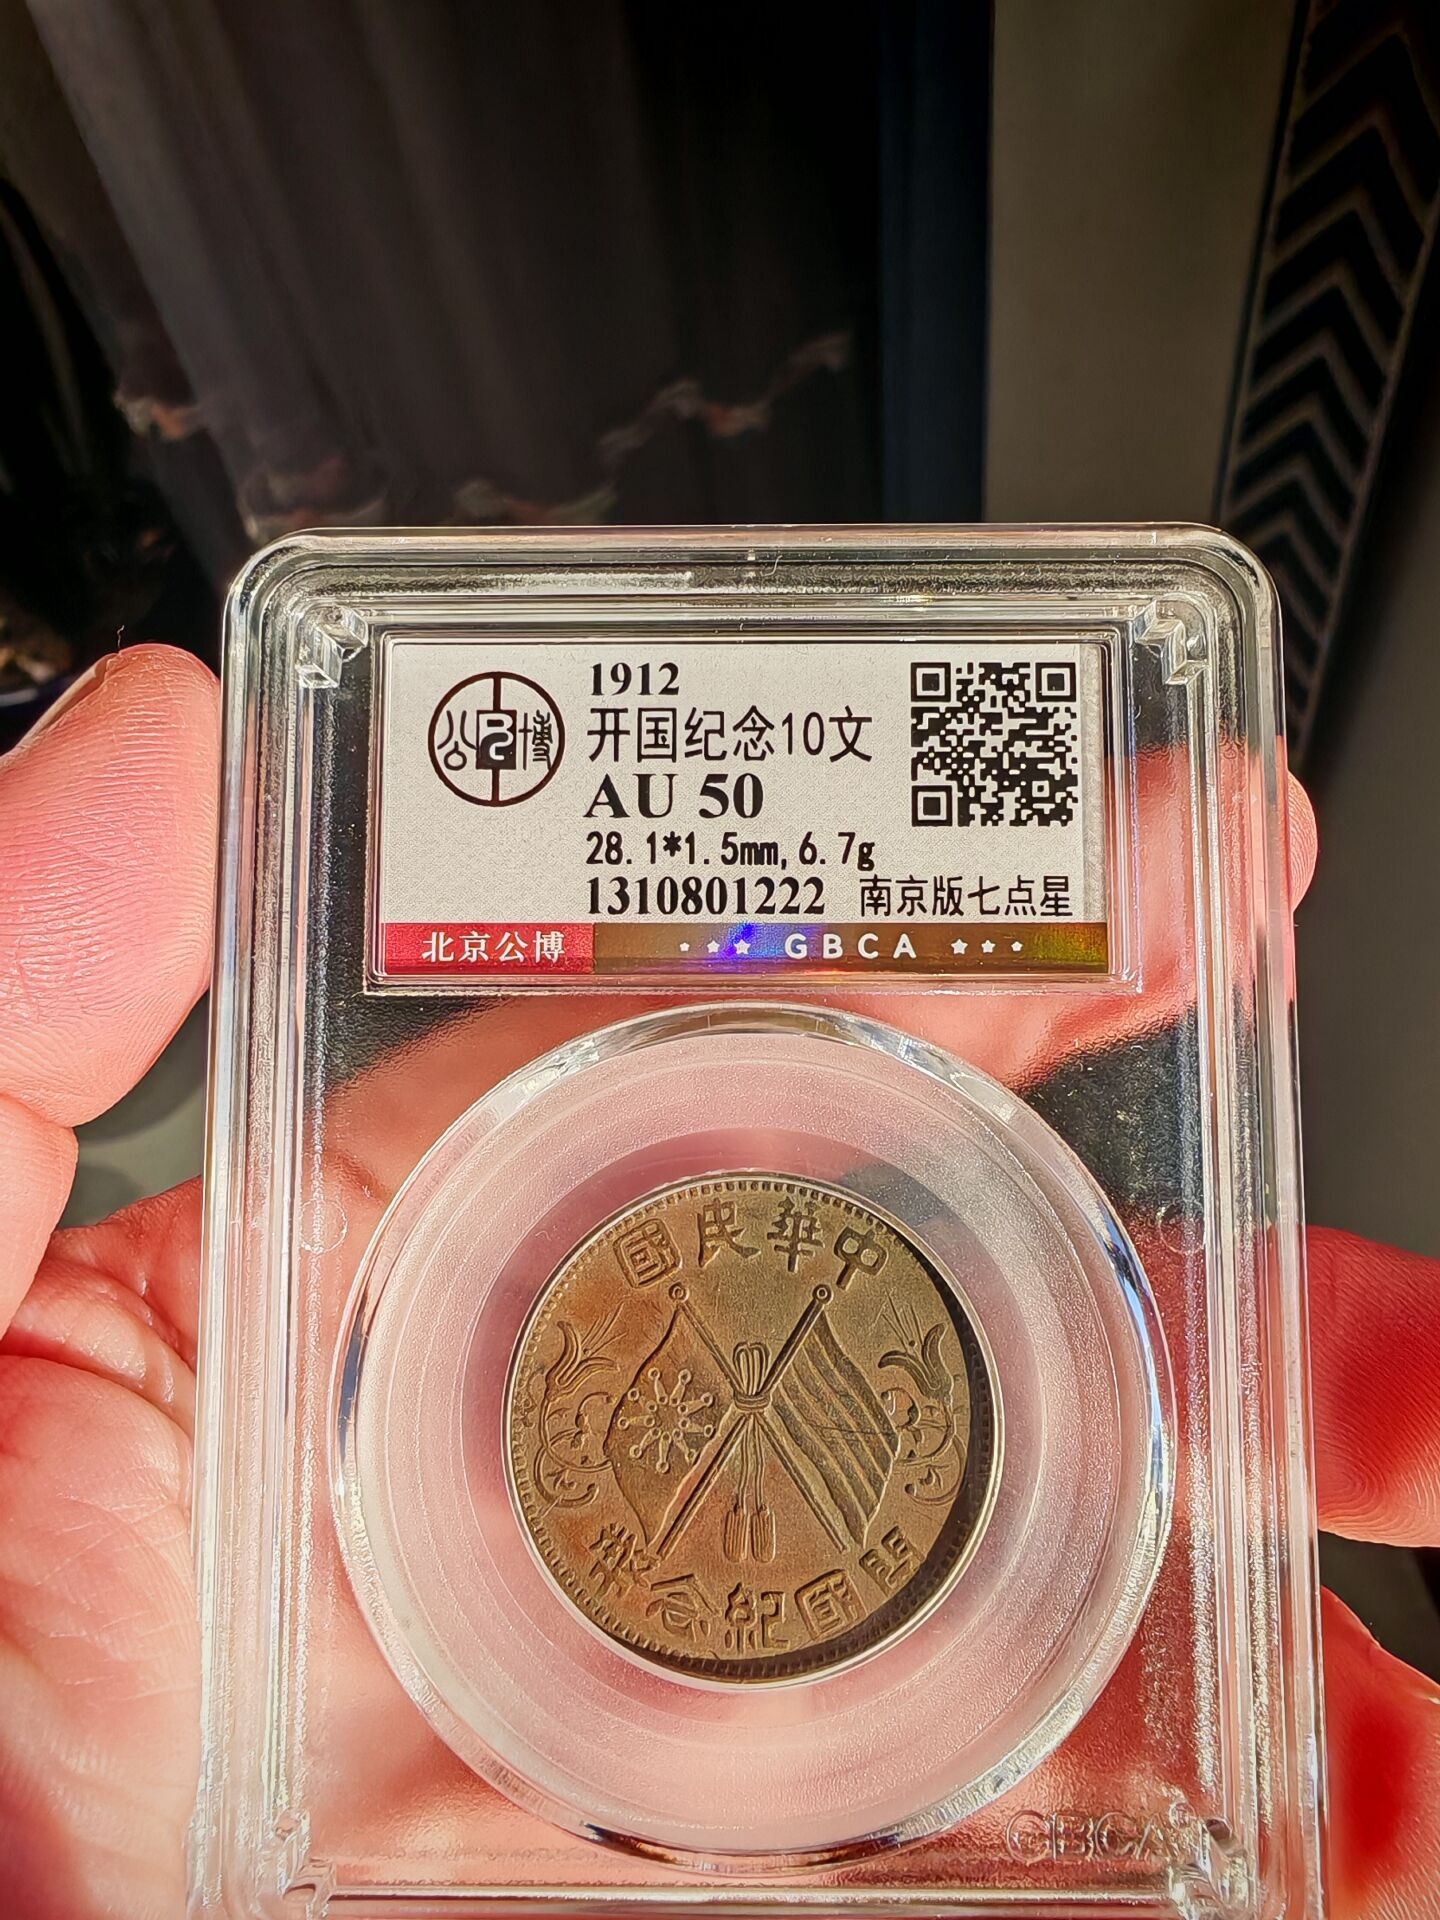 1912
公博
开国纪念10文
AU 50
28.1*1.5mm,6.7g
1310801222 南京版七点星
北京公博 GBCA
國民華中
幣念紀國開
GBCA